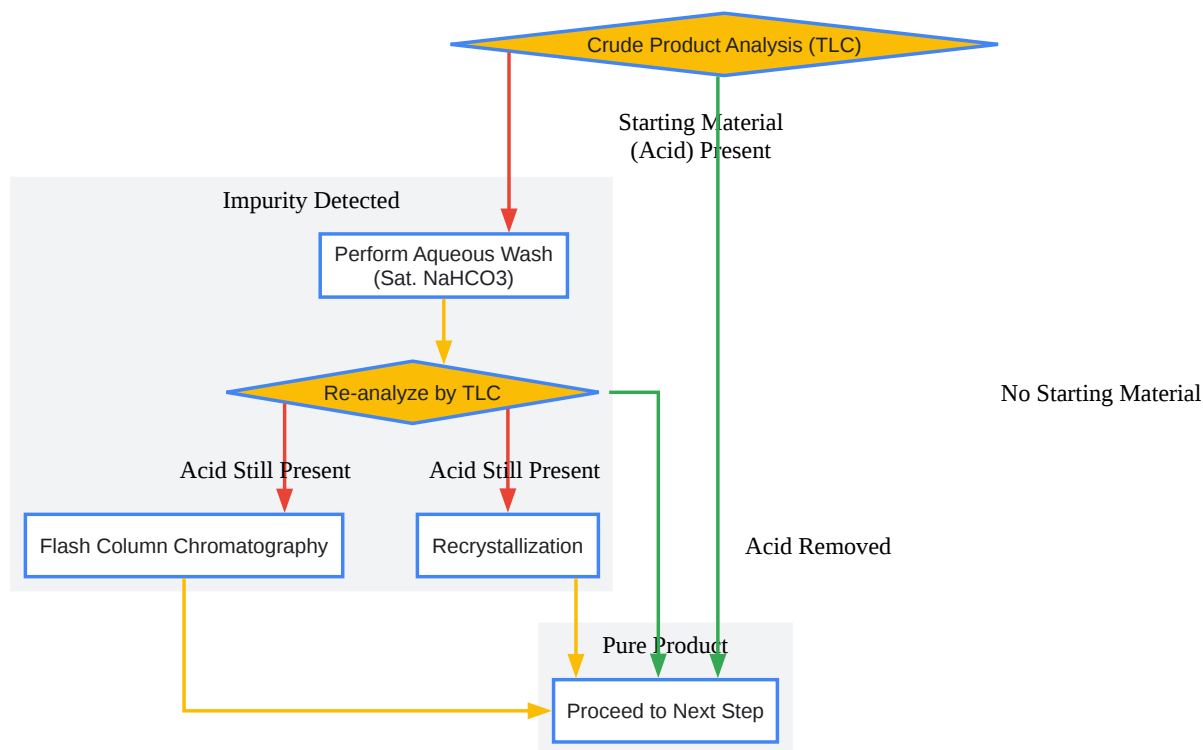 Crude Product Analysis (TLC)
Starting Material
(Acid) Present
Impurity Detected
Perform Aqueous Wash
(Sat. NaHCO3)
Re-analyze by TLC
No Starting Material
Acid Still Present
Acid Still Present
Flash Column Chromatography
Recrystallization
Acid Removed
Pure Product
Proceed to Next Step